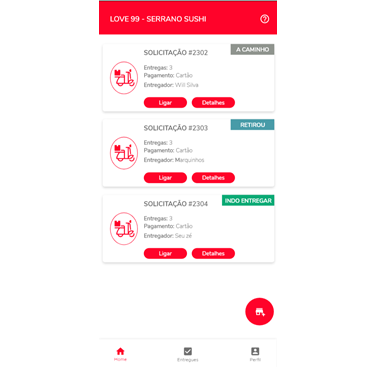 LOVE 99 - SERRANO SUSHI
A CAMINHO
SOLICITAÇÃO #2302
Entregas: 3
Pagamento: Cartão
Entregador: Will Silva
Ligar
Detalhes
RETIROU
SOLICITAÇÃO #2303
Entregas: 3
Pagamento: Cartão
Entregador: Marquinhos
Ligar
Detalhes
INDO ENTREGAR
SOLICITAÇÃO #2304
Entregas: 3
Pagamento: Cartão
Entregador: Seu zé
Ligar
Detalhes
Home
Entregues
Perfil